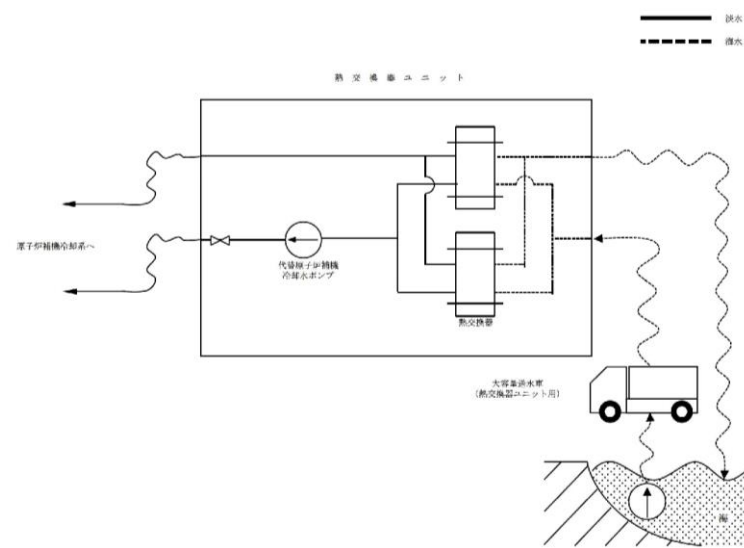 淡水
海水
熱交換器ユニット
原子炉補機冷却系へ
代替原子炉補機
冷却水ポンプ
熱交換器
大容量送水車
(熱交換器ユニット用)
海